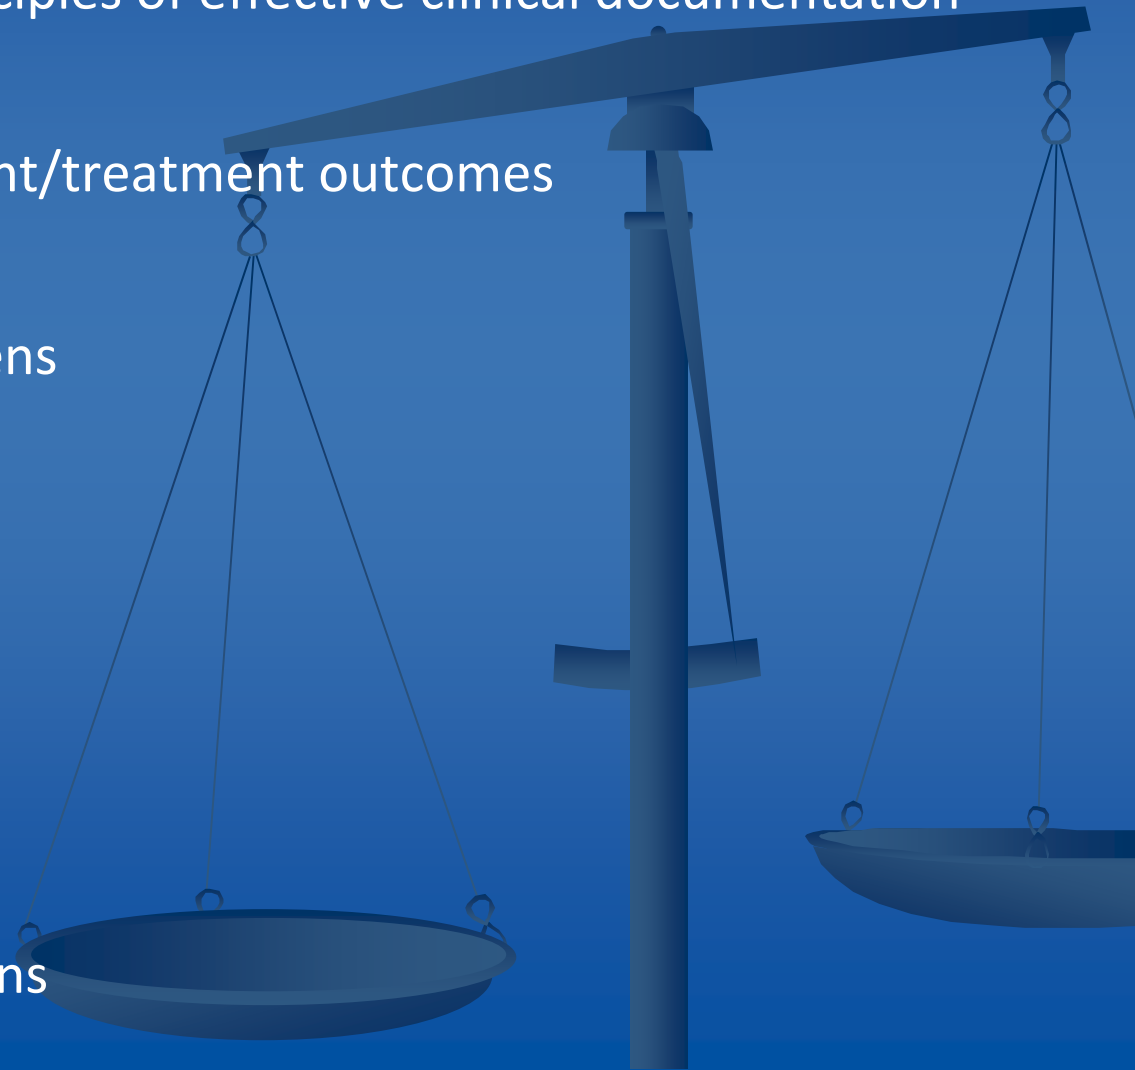 ciples of effective clinical documentation
nt/treatment outcomes
ens
ns